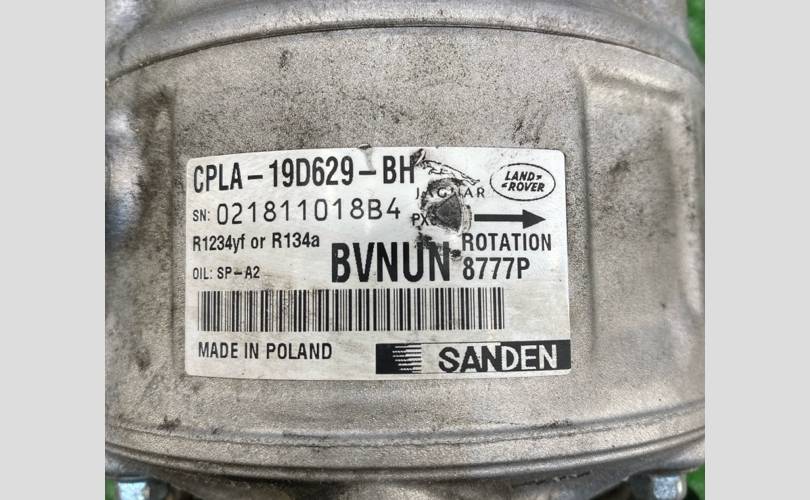 CPLA-19D629-BH
JAGUAR
LAND-
ROVER
SN: 021811018B4
R1234yf or R134a
ROTATION
OIL: SP-A2
BVNUN 8777P
MADE IN POLAND
SANDEN